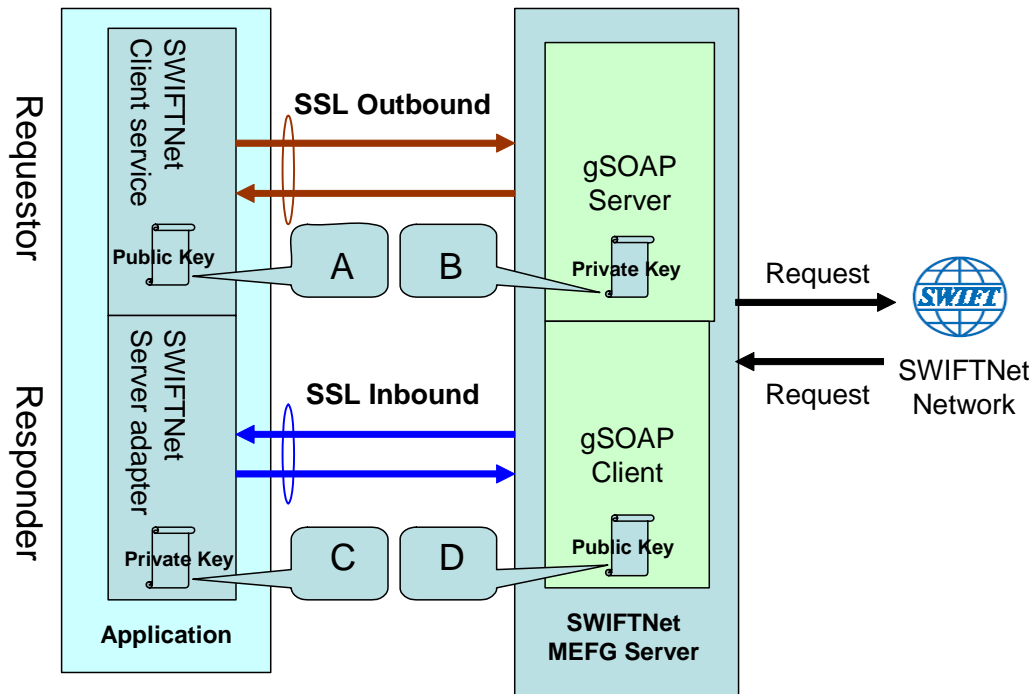 Requestor
SWIFTNet
Client service
Public Key
SSL Outbound
A
B
gSOAP
Server
Private Key
Request
SWIFT
Request
SWIFTNet
Network
Responder
SWIFTNet
Server adapter
Private Key
SSL Inbound
C
D
gSOAP
Client
Public Key
Application
SWIFTNet
MEFG Server